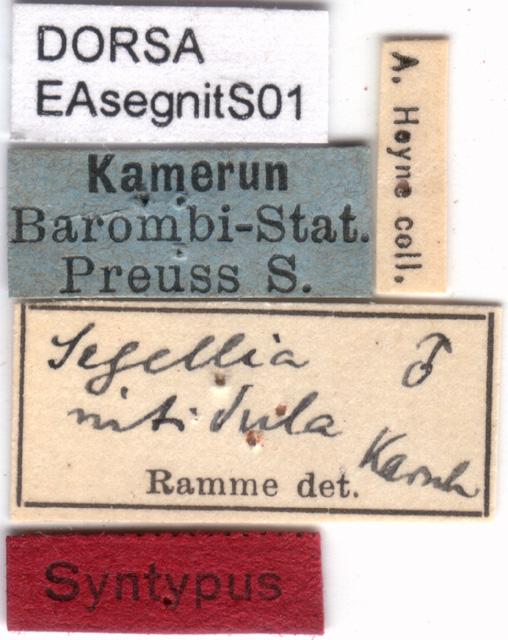 DORSA
EAsegnitS01
Kamerun
Barombi-Stat.
Preuss S.
A. Heyne coll.
Segellia ♂
nitidula
Karsch
Ramme det.
Syntypus